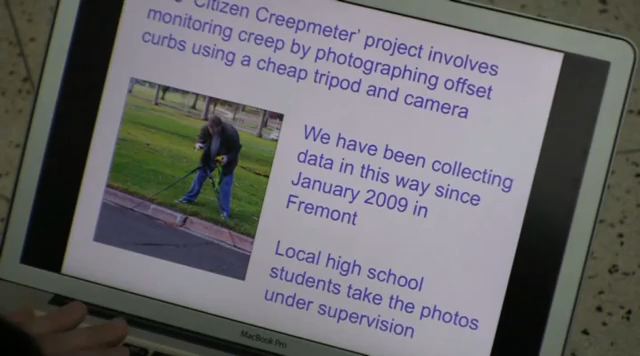 'Citizen Creepmeter' project involves
monitoring creep by photographing offset
curbs using a cheap tripod and camera
We have been collecting
data in this way since
January 2009 in
Fremont
Local high school
students take the photos
under supervision
MacBook Pro